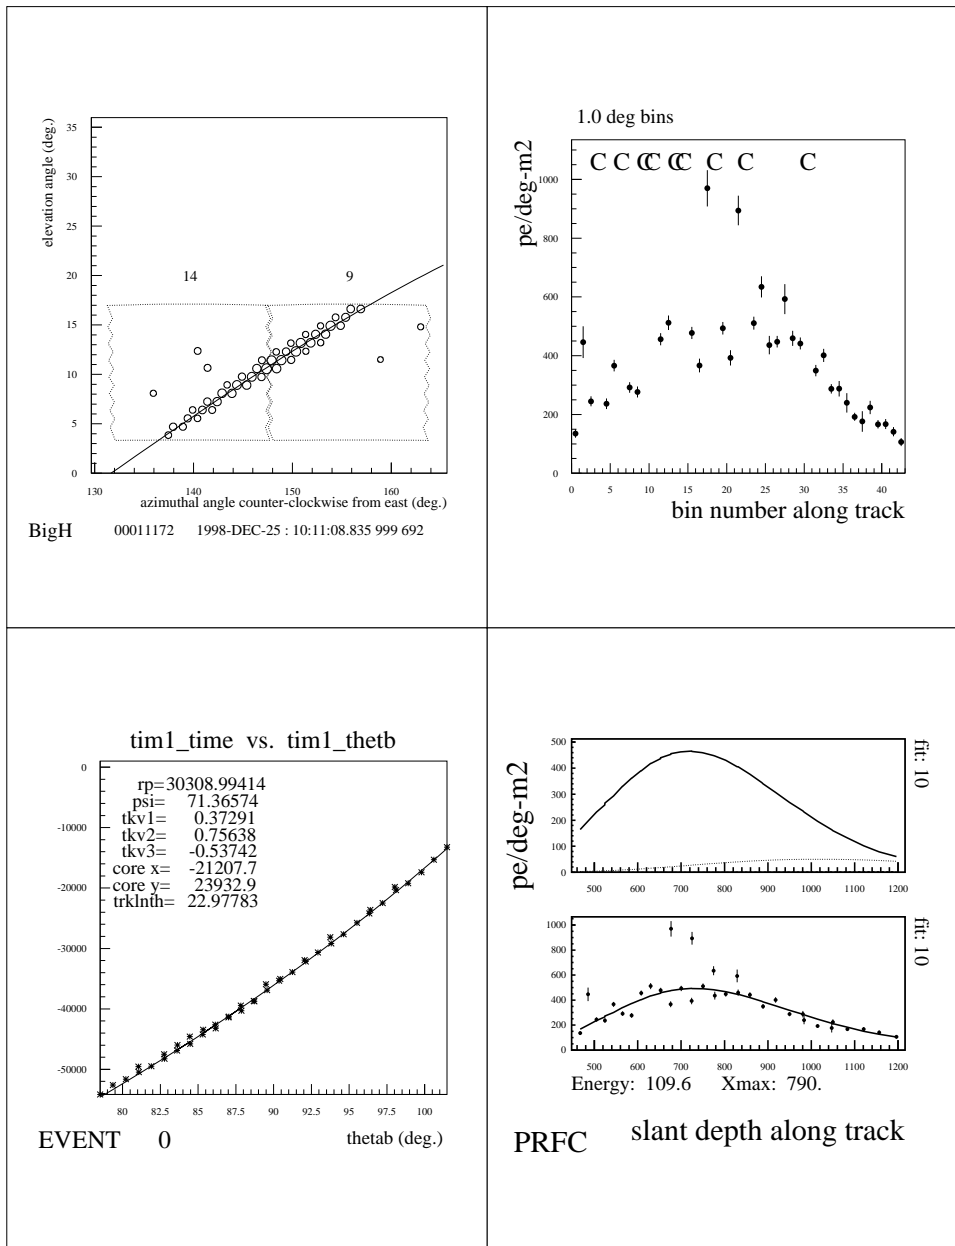 elevation angle (deg.)
35
30
25
20
15
10
5
0
14
9
130
140
150
160
azimuthal angle counter-clockwise from east (deg.)
BigH
00011172
1998-DEC-25 : 10:11:08.835 999 692
1.0 deg bins
pe/deg-m2
C C C C C C C C C
1000
800
600
400
200
0
0
5
10
15
20
25
30
35
40
bin number along track
tim1_time vs. tim1_thetb
0
-10000
-20000
-30000
-40000
-50000
rp=30308.99414
psi= 71.36574
tkv1= 0.37291
tkv2= 0.75638
tkv3= -0.53742
core x= -21207.7
core y= 23932.9
trklnth= 22.97783
80
82.5
85
87.5
90
92.5
95
97.5
100
EVENT 0
thetab (deg.)
pe/deg-m2
500
400
300
200
100
0
500
600
700
800
900
1000
1100
1200
fit: 10
1000
800
600
400
200
0
500
600
700
800
900
1000
1100
1200
fit: 10
Energy: 109.6 Xmax: 790.
PRFC
slant depth along track